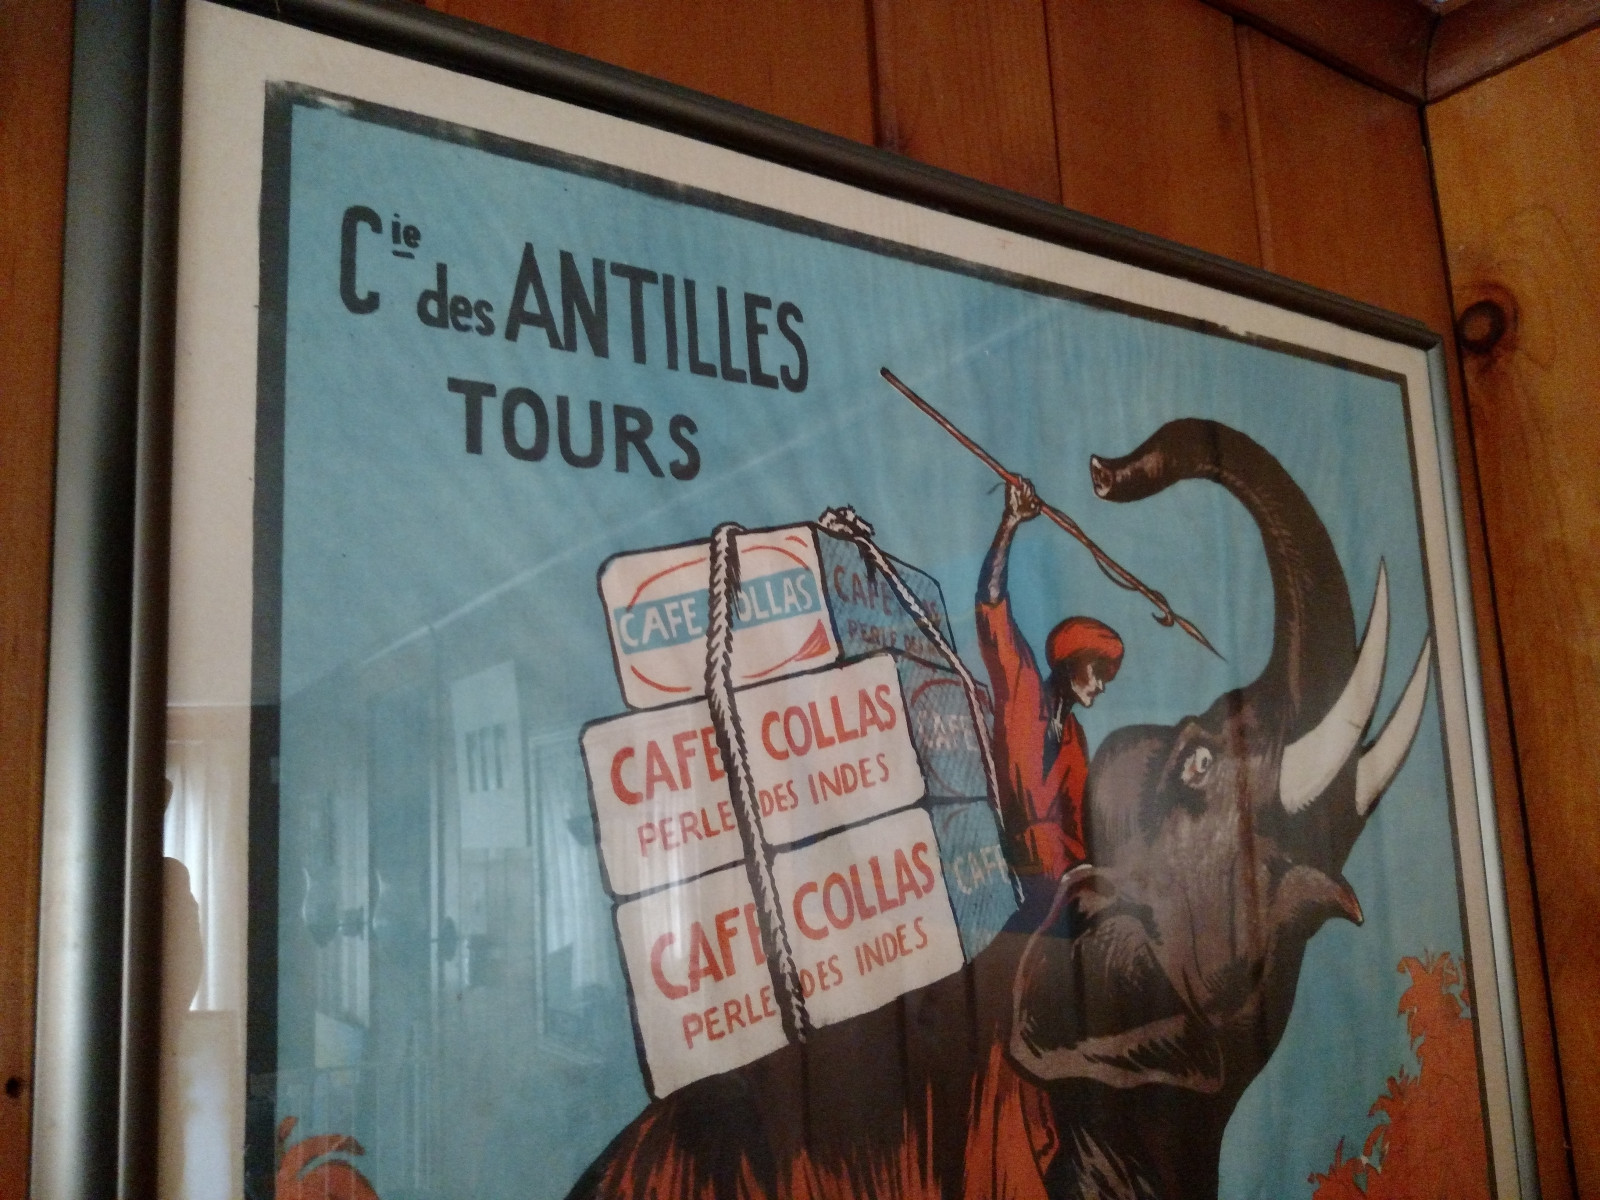 Cie des ANTILLES
TOURS
CAFE COLLAS
CAFE
PERLE DES
CAFE COLLAS
PERLE DES INDES
CAFE
CAFE COLLAS
PERLE DES INDES
CAFE